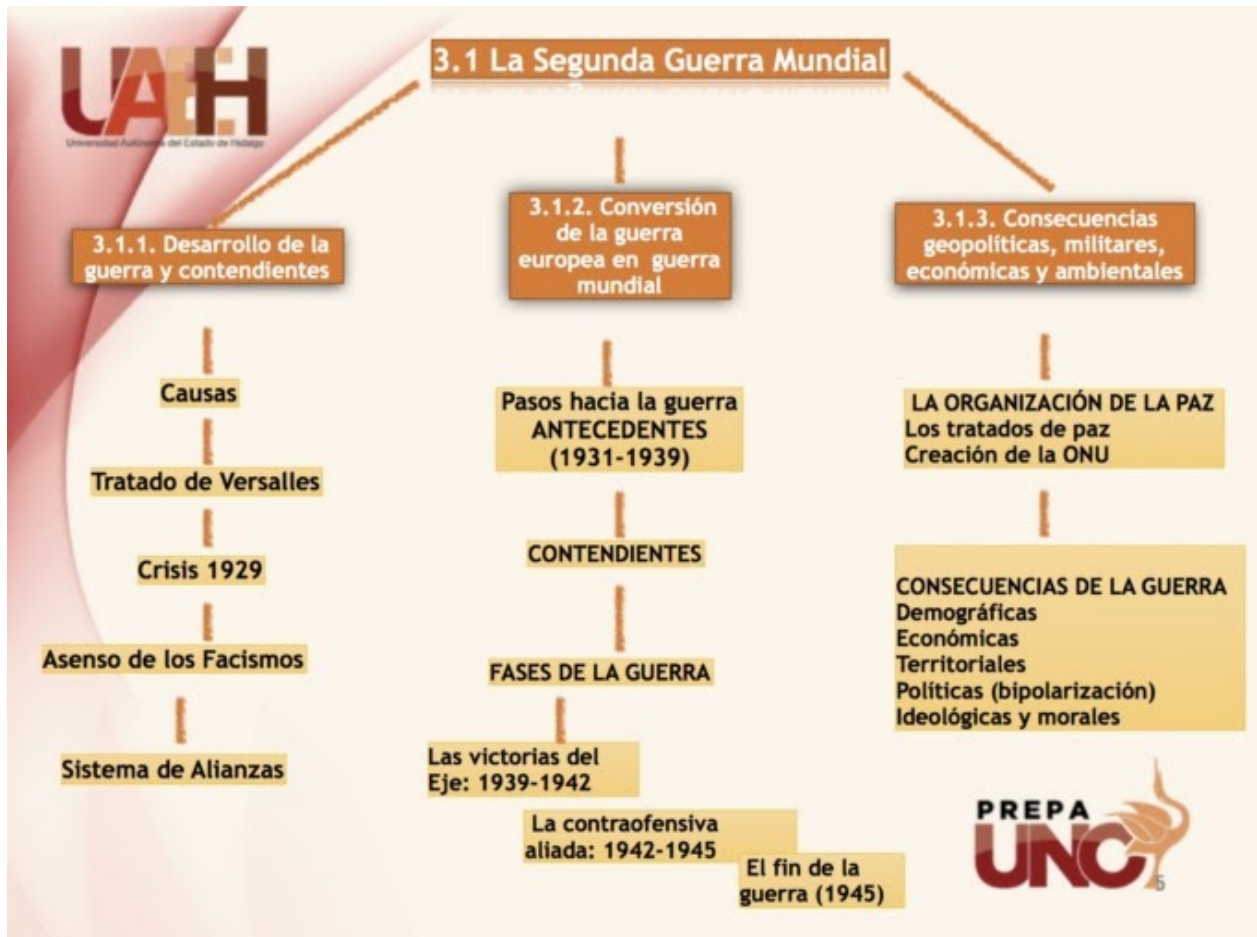 UAEH
Universidad Autónoma del Estado de Hidalgo
3.1 La Segunda Guerra Mundial
3.1.1. Desarrollo de la
guerra y contendientes
Causas
Tratado de Versalles
Crisis 1929
Asenso de los Facismos
Sistema de Alianzas
3.1.2. Conversión
de la guerra
europea en guerra
mundial
Pasos hacia la guerra
ANTECEDENTES
(1931-1939)
CONTENDIENTES
FASES DE LA GUERRA
Las victorias del
Eje: 1939-1942
La contraofensiva
aliada: 1942-1945
El fin de la
guerra (1945)
3.1.3. Consecuencias
geopolíticas, militares,
económicas y ambientales
LA ORGANIZACIÓN DE LA PAZ
Los tratados de paz
Creación de la ONU
CONSECUENCIAS DE LA GUERRA
Demográficas
Económicas
Territoriales
Políticas (bipolarización)
Ideológicas y morales
PREPA
UNO
5